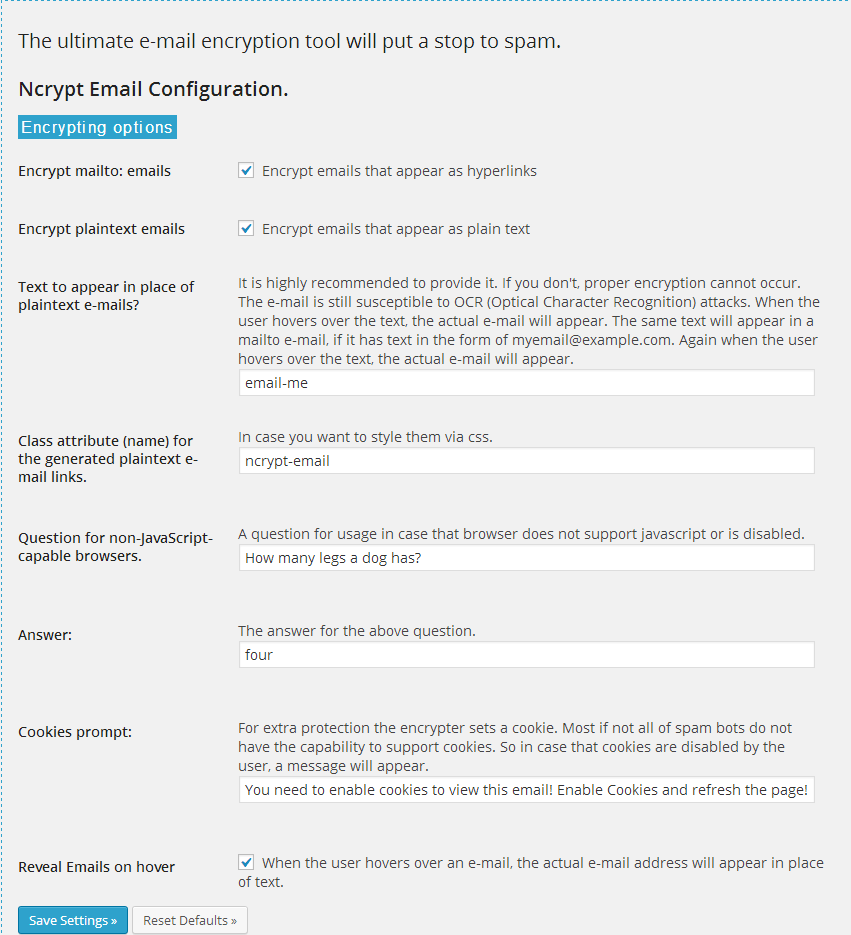 The ultimate e-mail encryption tool will put a stop to spam.
Ncrypt Email Configuration.
Encrypting options
Encrypt mailto: emails
Encrypt emails that appear as hyperlinks
Encrypt plaintext emails
Encrypt emails that appear as plain text
Text to appear in place of
plaintext e-mails?
It is highly recommended to provide it. If you don't, proper encryption cannot occur.
The e-mail is still susceptible to OCR (Optical Character Recognition) attacks. When the
user hovers over the text, the actual e-mail will appear. The same text will appear in a
mailto e-mail, if it has text in the form of myemail@example.com. Again when the user
hovers over the text, the actual e-mail will appear.
email-me
Class attribute (name) for
the generated plaintext e-
mail links.
In case you want to style them via css.
ncrypt-email
Question for non-JavaScript-
capable browsers.
A question for usage in case that browser does not support javascript or is disabled.
How many legs a dog has?
Answer:
The answer for the above question.
four
Cookies prompt:
For extra protection the encrypter sets a cookie. Most if not all of spam bots do not
have the capability to support cookies. So in case that cookies are disabled by the
user, a message will appear.
You need to enable cookies to view this email! Enable Cookies and refresh the page!
Reveal Emails on hover
When the user hovers over an e-mail, the actual e-mail address will appear in place
of text.
Save Settings »
Reset Defaults »